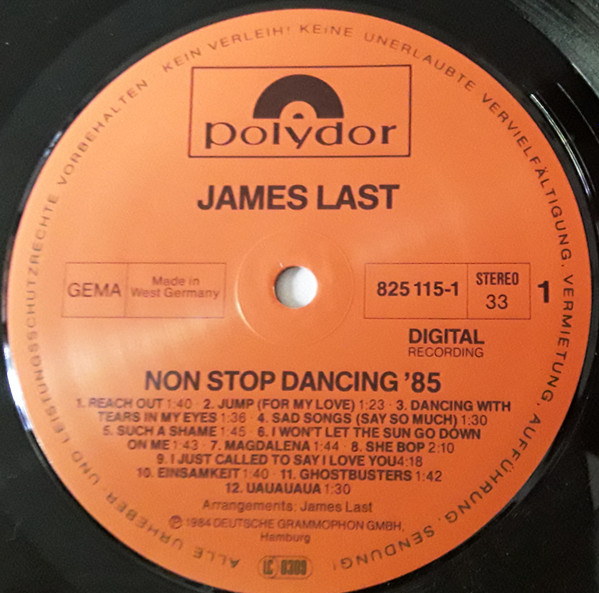 ALLE URHEBER- UND LEISTUNGSSCHUTZRECHTE VORBEHALTEN KEIN VERLEIH! KEINE UNERLAUBTE VERVIELFÄLTIGUNG, VERMIETUNG, AUFFÜHRUNG, SENDUNG!
polydor
JAMES LAST
GEMA
Made in
West Germany
825 115-1
STEREO
33
1
DIGITAL
RECORDING
NON STOP DANCING '85
1. REACH OUT 1:40 · 2. JUMP (FOR MY LOVE) 1:23 · 3. DANCING WITH
TEARS IN MY EYES 1:36 · 4. SAD SONGS (SAY SO MUCH) 1:30
5. SUCH A SHAME 1:45 · 6. I WON'T LET THE SUN GO DOWN
ON ME 1:43 · 7. MAGDALENA 1:44 · 8. SHE BOP 2:10
9. I JUST CALLED TO SAY I LOVE YOU 4:18
10. EINSAMKEIT 1:40 · 11. GHOSTBUSTERS 1:42
12. UAUAUAUA 1:30
Arrangements: James Last
℗ 1984 DEUTSCHE GRAMMOPHON GMBH,
Hamburg
LC 0309